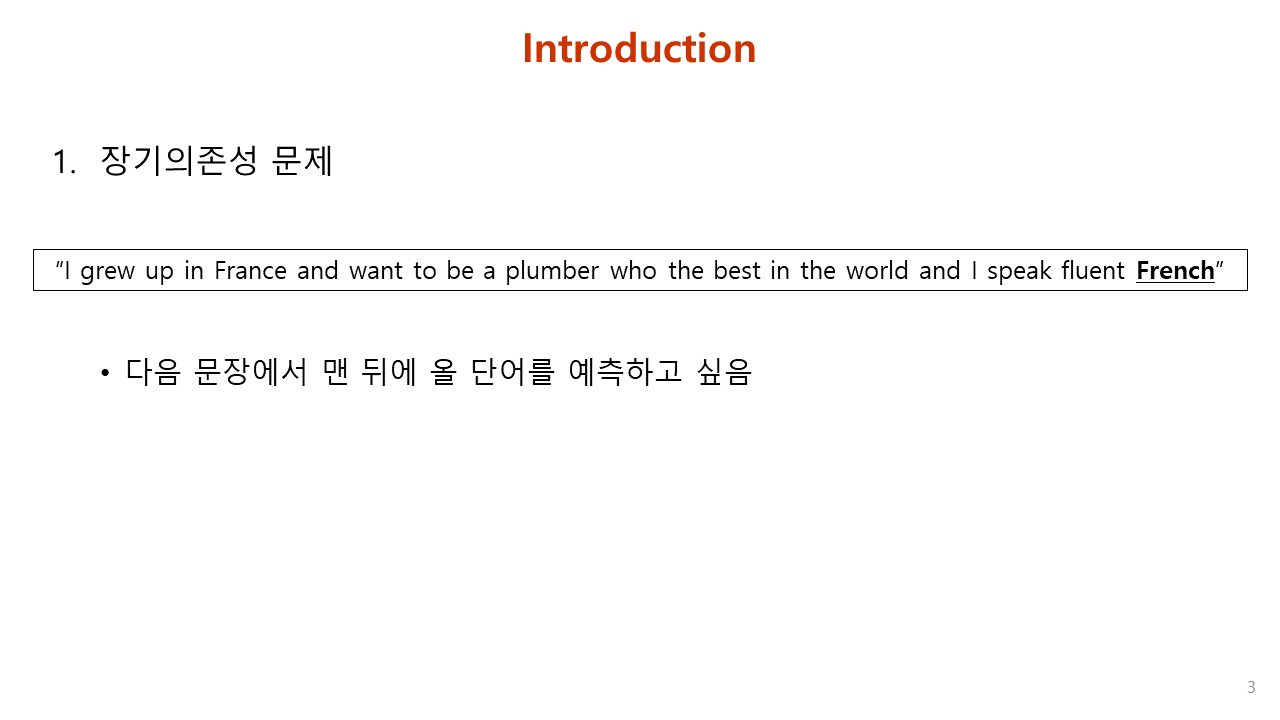 Introduction
1. 장기의존성 문제
“I grew up in France and want to be a plumber who the best in the world and I speak fluent French”
• 다음 문장에서 맨 뒤에 올 단어를 예측하고 싶음
3